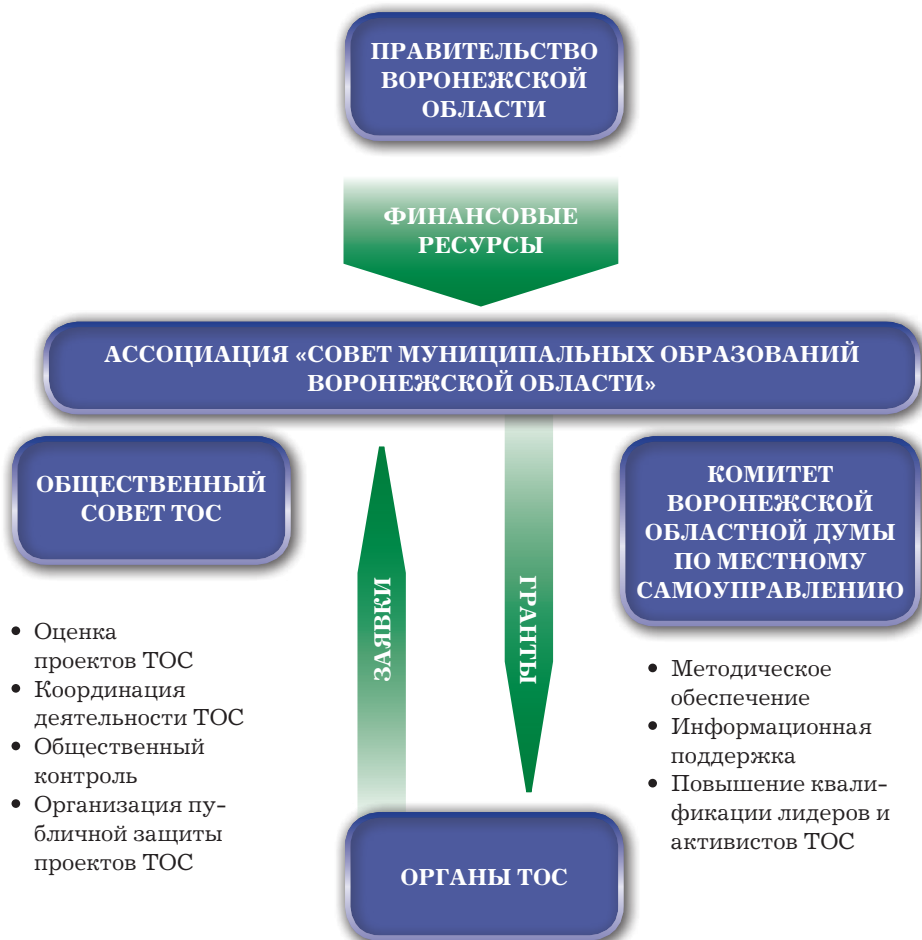 ПРАВИТЕЛЬСТВО
ВОРОНЕЖСКОЙ
ОБЛАСТИ
ФИНАНСОВЫЕ
РЕСУРСЫ
АССОЦИАЦИЯ «СОВЕТ МУНИЦИПАЛЬНЫХ ОБРАЗОВАНИЙ
ВОРОНЕЖСКОЙ ОБЛАСТИ»
ОБЩЕСТВЕННЫЙ
СОВЕТ ТОС
• Оценка
проектов ТОС
• Координация
деятельности ТОС
• Общественный
контроль
• Организация пу-
бличной защиты
проектов ТОС
ЗАЯВКИ
ГРАНТЫ
КОМИТЕТ
ВОРОНЕЖСКОЙ
ОБЛАСТНОЙ ДУМЫ
ПО МЕСТНОМУ
САМОУПРАВЛЕНИЮ
• Методическое
обеспечение
• Информационная
поддержка
• Повышение квали-
фикации лидеров и
активистов ТОС
ОРГАНЫ ТОС